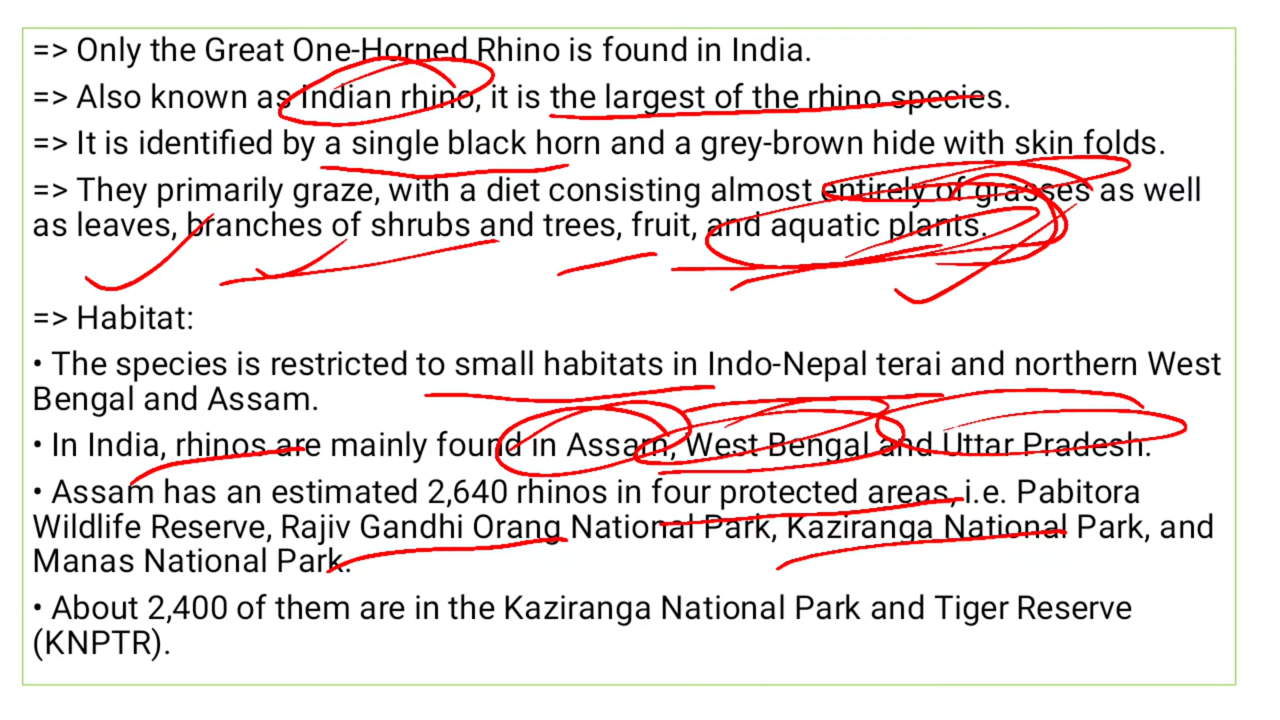 => Only the Great One-Horned Rhino is found in India.
=> Also known as Indian rhino, it is the largest of the rhino species.
=> It is identified by a single black horn and a grey-brown hide with skin folds.
=> They primarily graze, with a diet consisting almost entirely of grasses as well
as leaves, branches of shrubs and trees, fruit, and aquatic plants.
=> Habitat:
• The species is restricted to small habitats in Indo-Nepal terai and northern West
Bengal and Assam.
• In India, rhinos are mainly found in Assam, West Bengal and Uttar Pradesh.
• Assam has an estimated 2,640 rhinos in four protected areas, i.e. Pabitora
Wildlife Reserve, Rajiv Gandhi Orang National Park, Kaziranga National Park, and
Manas National Park.
• About 2,400 of them are in the Kaziranga National Park and Tiger Reserve
(KNPTR).